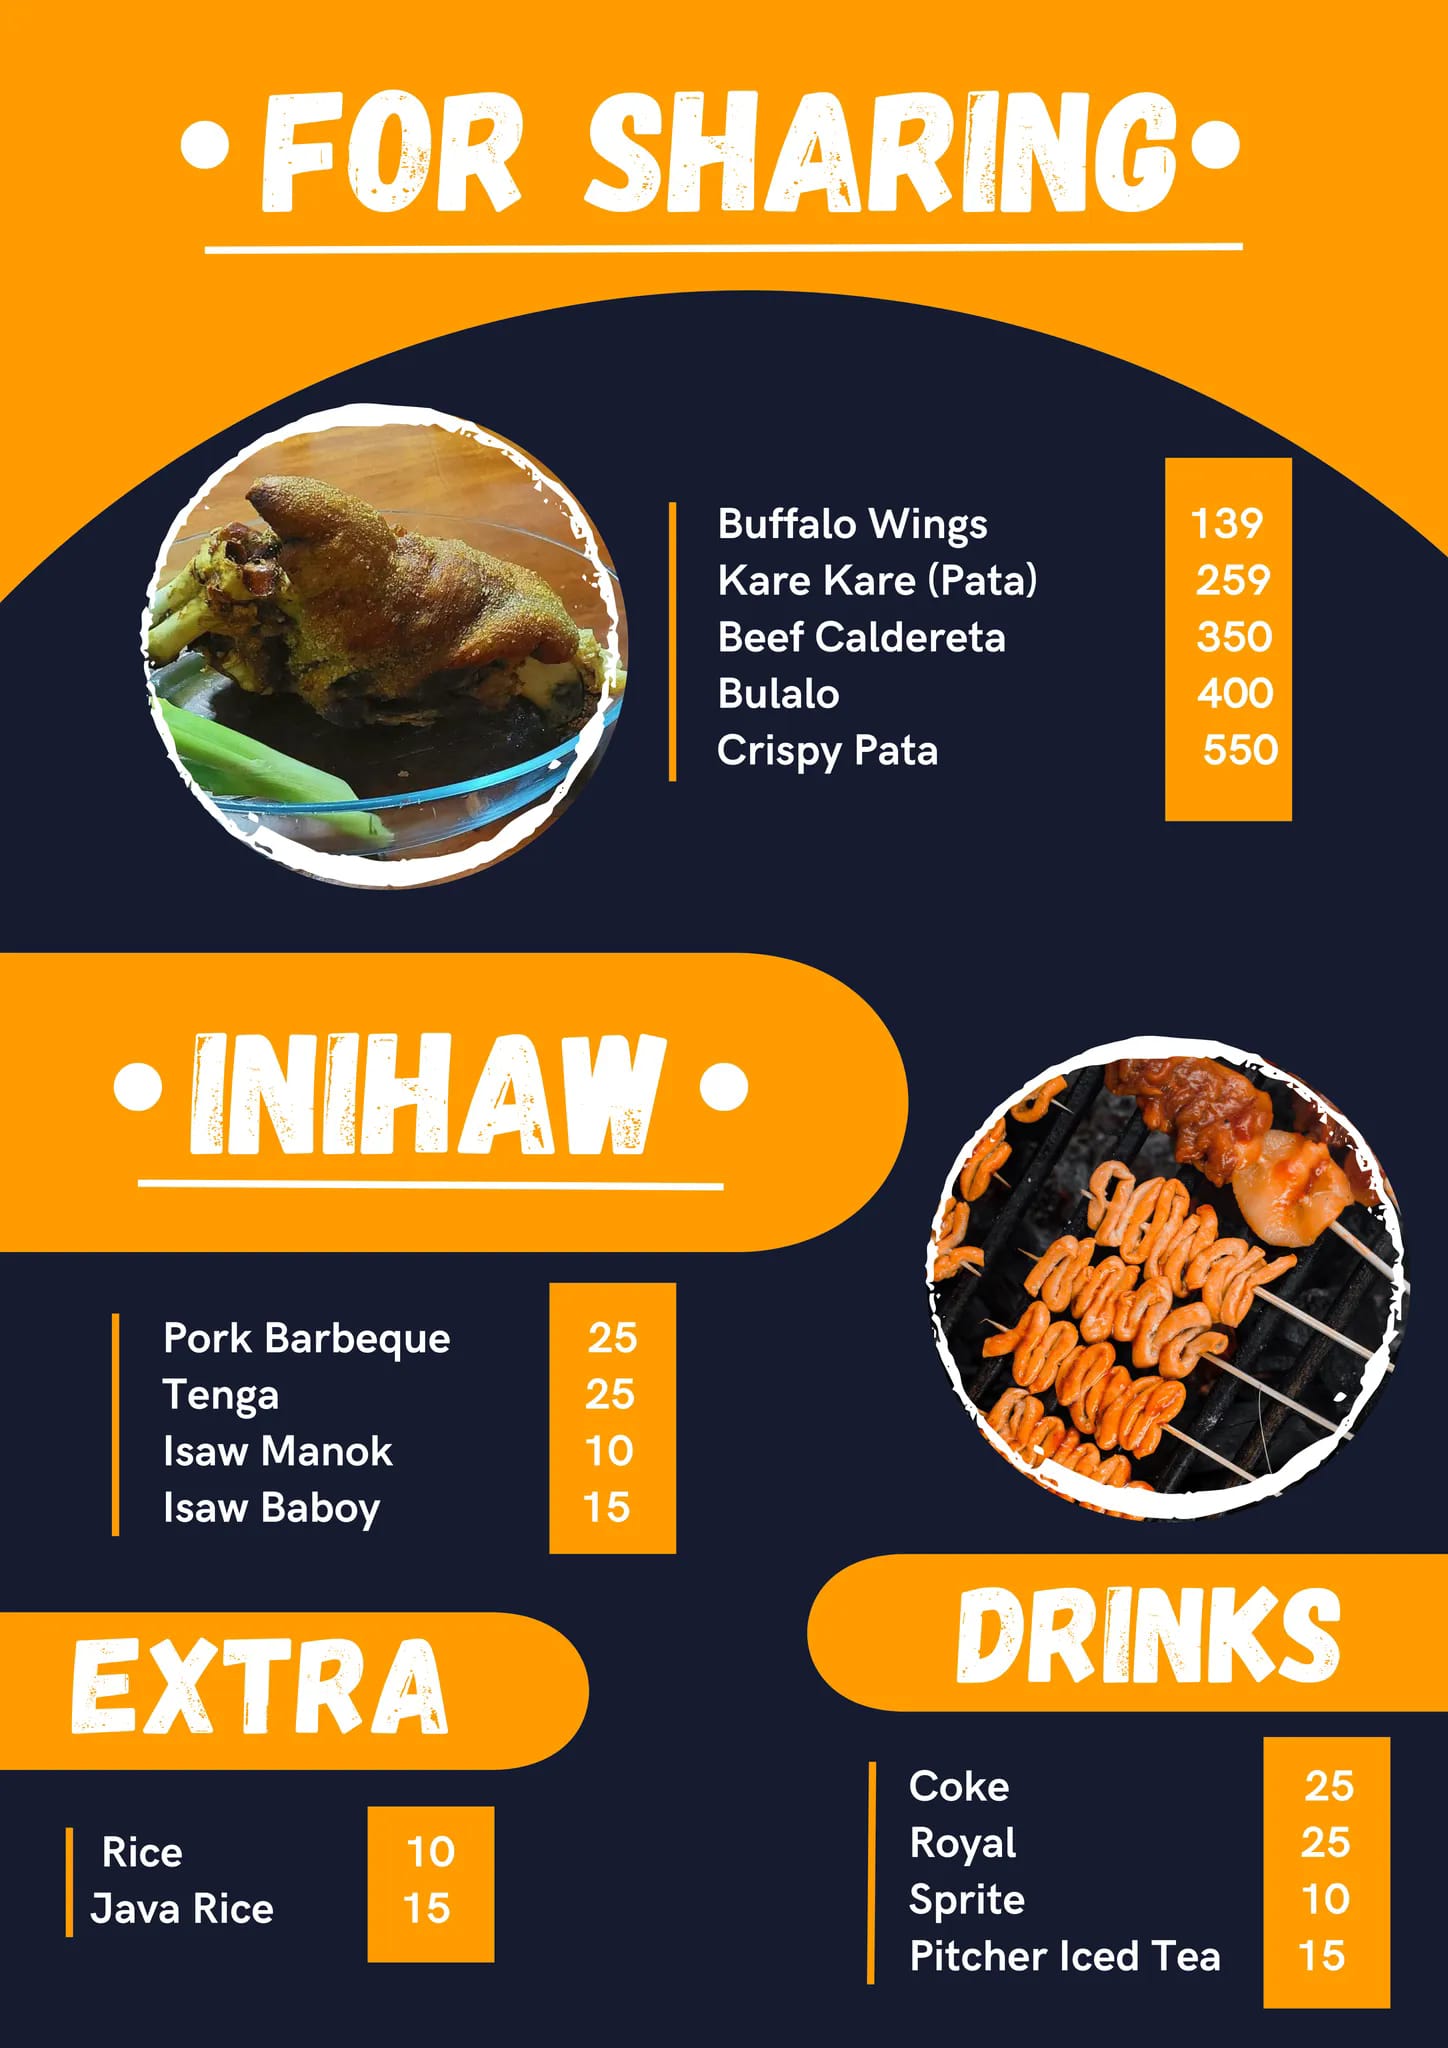 FOR SHARING
Buffalo Wings 139
Kare Kare (Pata) 259
Beef Caldereta 350
Bulalo 400
Crispy Pata 550
INIHAW
Pork Barbeque 25
Tenga 25
Isaw Manok 10
Isaw Baboy 15
EXTRA
Rice 10
Java Rice 15
DRINKS
Coke 25
Royal 25
Sprite 10
Pitcher Iced Tea 15